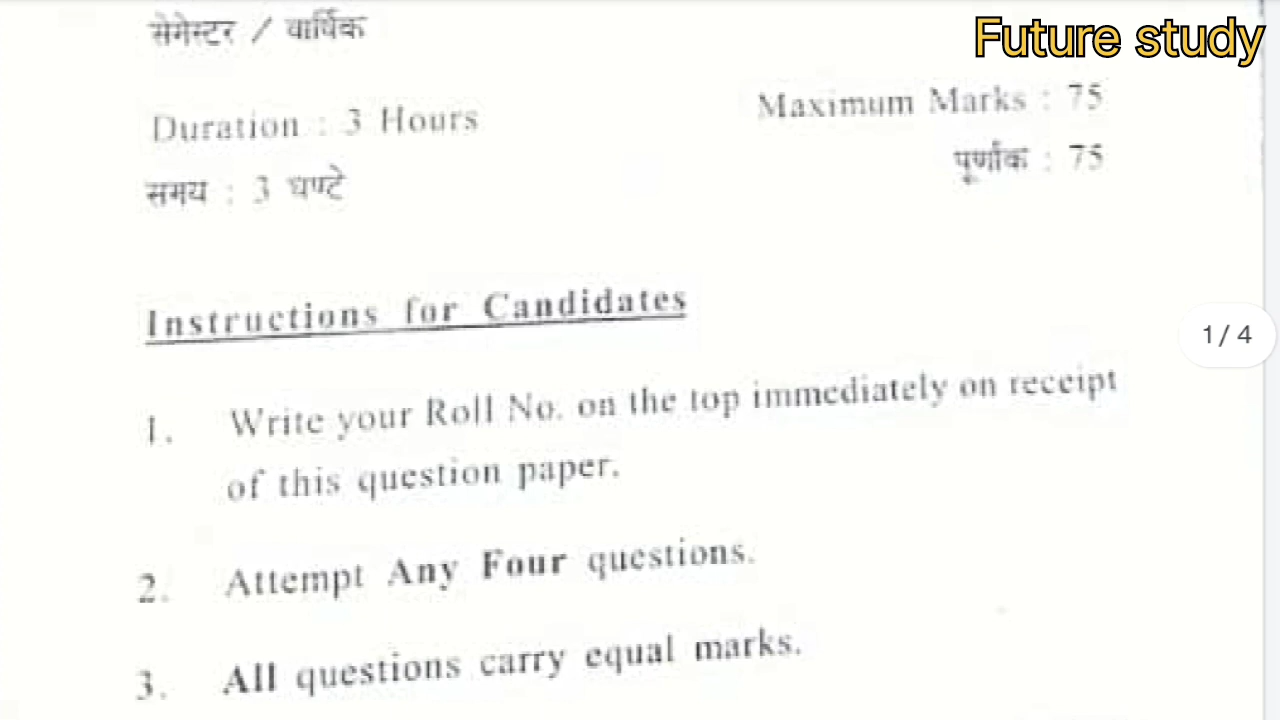 सेमेस्टर / वार्षिक
Future study
Duration : 3 Hours
Maximum Marks : 75
समय : 3 घण्टे
पूर्णांक : 75
Instructions for Candidates
1. Write your Roll No. on the top immediately on receipt
of this question paper.
1 / 4
2. Attempt Any Four questions.
3. All questions carry equal marks.